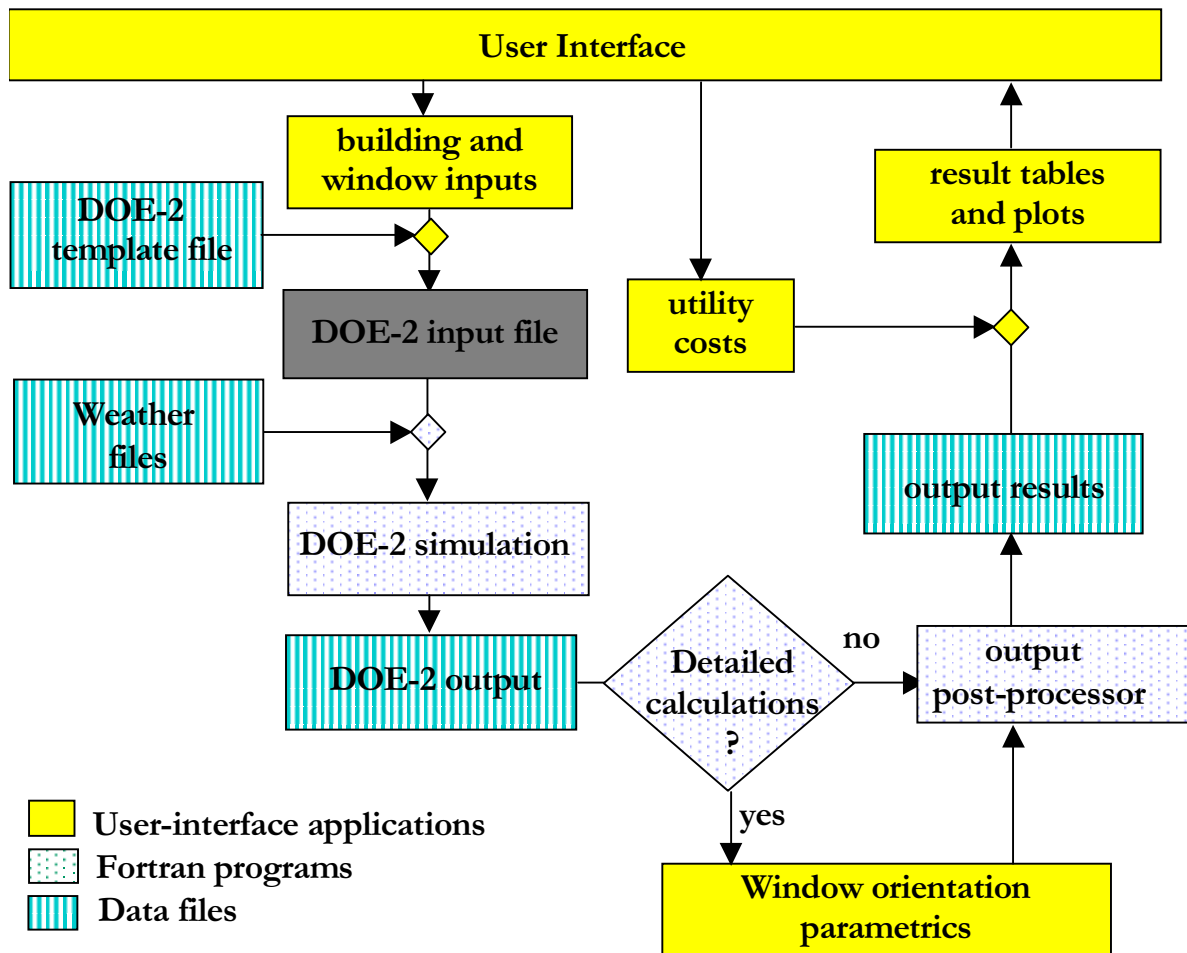 User Interface
building and
window inputs
result tables
and plots
DOE-2
template file
utility
costs
DOE-2 input file
Weather
files
output results
DOE-2 simulation
no
Detailed
calculations
?
output
post-processor
DOE-2 output
yes
User-interface applications
Fortran programs
Data files
Window orientation
parametrics